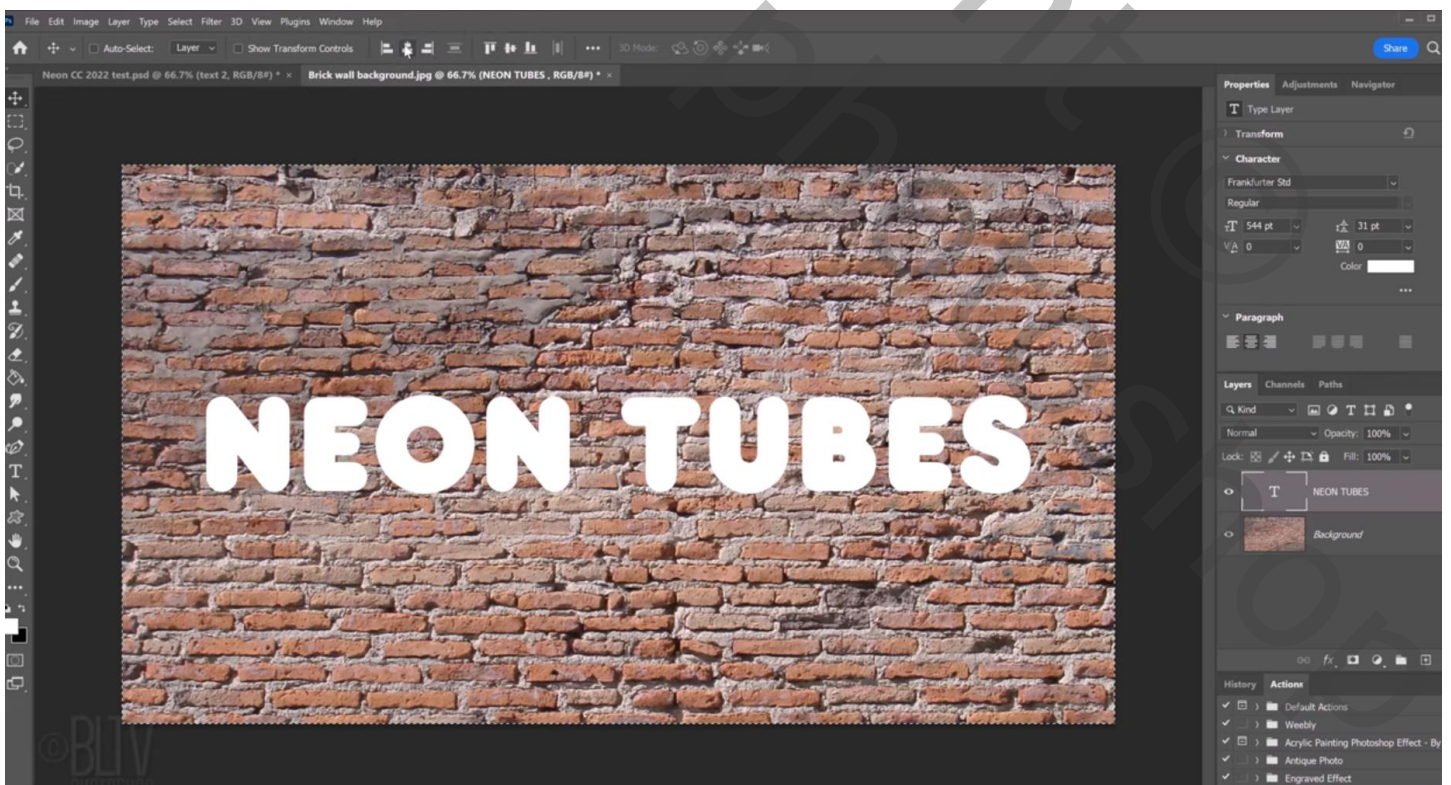 File Edit Image Layer Type Select Filter 3D View Plugins Window Help
Auto-Select: Layer Show Transform Controls 3D Mode: Share
Neon CC 2022 test.psd @ 66.7% (text 2, RGB/8#) * × Brick wall background.jpg @ 66.7% (NEON TUBES , RGB/8#) * ×
Properties Adjustments Navigator
T Type Layer
Transform
Character
Frankfurter Std
Regular
544 pt 31 pt
0 0
Color
Paragraph
Layers Channels Paths
Kind
Normal Opacity: 100%
Lock: Fill: 100%
T NEON TUBES
Background
NEON TUBES
History Actions
Default Actions
Weebly
Acrylic Painting Photoshop Effect - By
Antique Photo
Engraved Effect
©BLTV